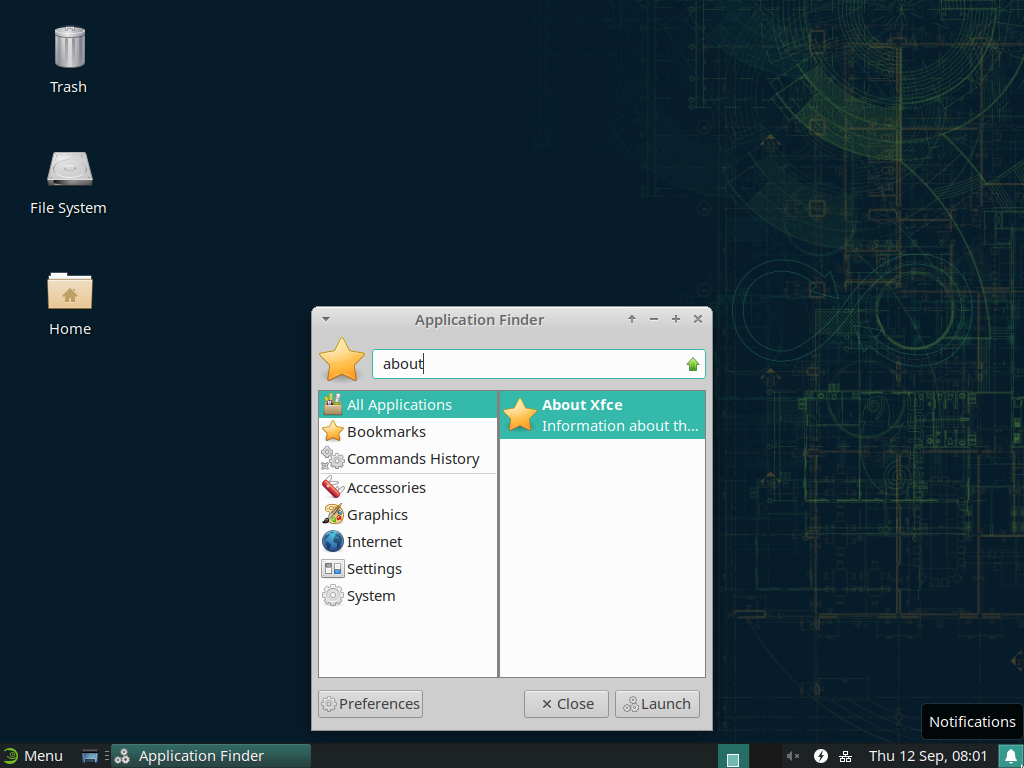 Trash
File System
Home
Application Finder
about
All Applications
Bookmarks
Commands History
Accessories
Graphics
Internet
Settings
System
About Xfce
Information about th...
Preferences
Close
Launch
Notifications
Menu
Application Finder
Thu 12 Sep, 08:01